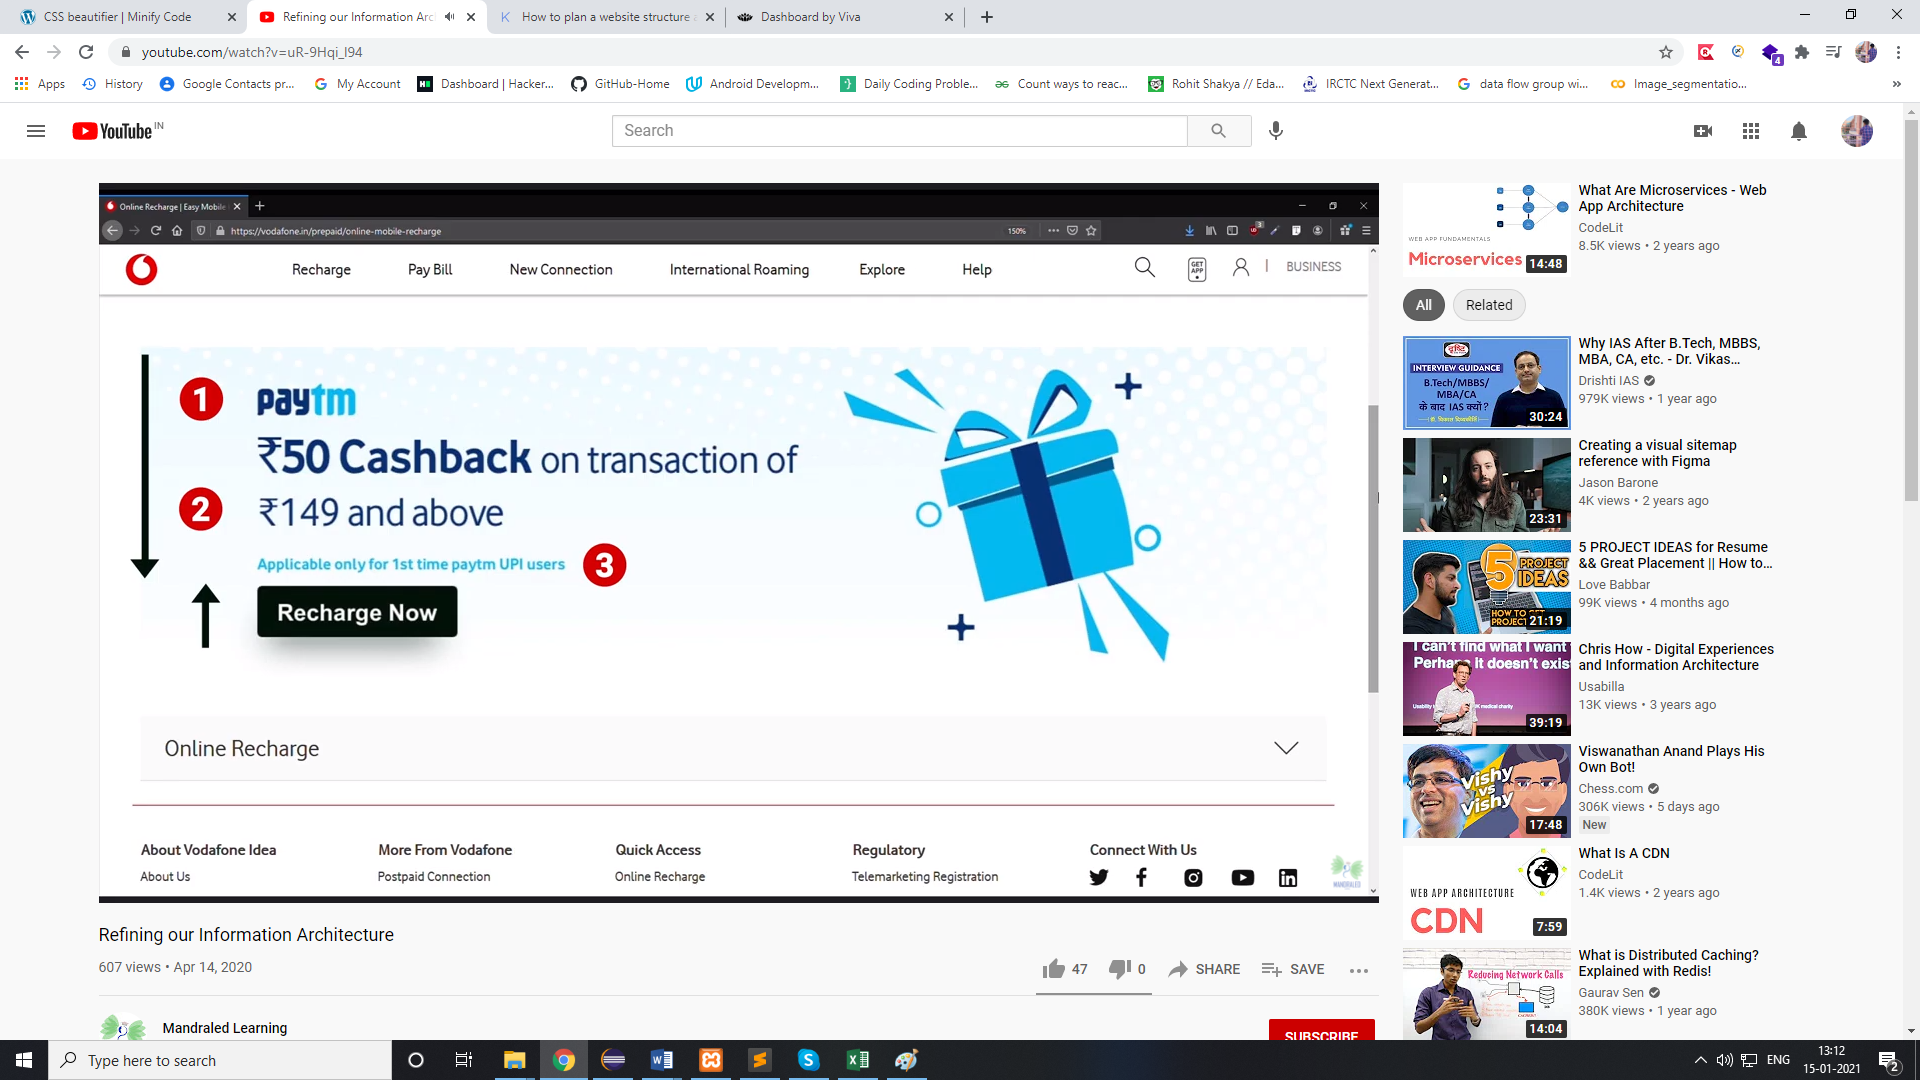 CSS beautifier | Minify Code
Refining our Information Arc
How to plan a website structure a
Dashboard by Viva
youtube.com/watch?v=uR-9Hqi_l94
4
Apps
History
Google Contacts pr...
My Account
Dashboard | Hacker...
GitHub-Home
Android Developm...
Daily Coding Proble...
Count ways to reac...
Rohit Shakya // Eda...
IRCTC Next Generat...
data flow group wi...
Image_segmentatio...
YouTube IN
Search
Online Recharge | Easy Mobile
https://vodafone.in/prepaid/online-mobile-recharge
150%
Recharge
Pay Bill
New Connection
International Roaming
Explore
Help
GET APP
BUSINESS
1
paytm
₹50 Cashback on transaction of
2
₹149 and above
Applicable only for 1st time paytm UPI users
3
Recharge Now
Online Recharge
About Vodafone Idea
More From Vodafone
Quick Access
Regulatory
Connect With Us
About Us
Postpaid Connection
Online Recharge
Telemarketing Registration
MANDRALED
Refining our Information Architecture
607 views • Apr 14, 2020
47
0
SHARE
SAVE
Mandraled Learning
SUBSCRIBE
WEB APP FUNDAMENTALS
Microservices
14:48
What Are Microservices - Web
App Architecture
CodeLit
8.5K views • 2 years ago
All
Related
INTERVIEW GUIDANCE
B.Tech/MBBS/
MBA/CA
के बाद IAS क्यों?
30:24
Why IAS After B.Tech, MBBS,
MBA, CA, etc. - Dr. Vikas...
Drishti IAS
979K views • 1 year ago
23:31
Creating a visual sitemap
reference with Figma
Jason Barone
4K views • 2 years ago
5 PROJECT
IDEAS
HOW TO GET
PROJECT
21:19
5 PROJECT IDEAS for Resume
&& Great Placement || How to...
Love Babbar
99K views • 4 months ago
I can't find what I want
Perhaps it doesn't exis
39:19
Chris How - Digital Experiences
and Information Architecture
Usabilla
13K views • 3 years ago
Vishy
vs
Vishy
17:48
Viswanathan Anand Plays His
Own Bot!
Chess.com
306K views • 5 days ago
New
WEB APP ARCHITECTURE
CDN
7:59
What Is A CDN
CodeLit
1.4K views • 2 years ago
Reducing Network Calls
14:04
What is Distributed Caching?
Explained with Redis!
Gaurav Sen
380K views • 1 year ago
Type here to search
ENG
13:12
15-01-2021
2